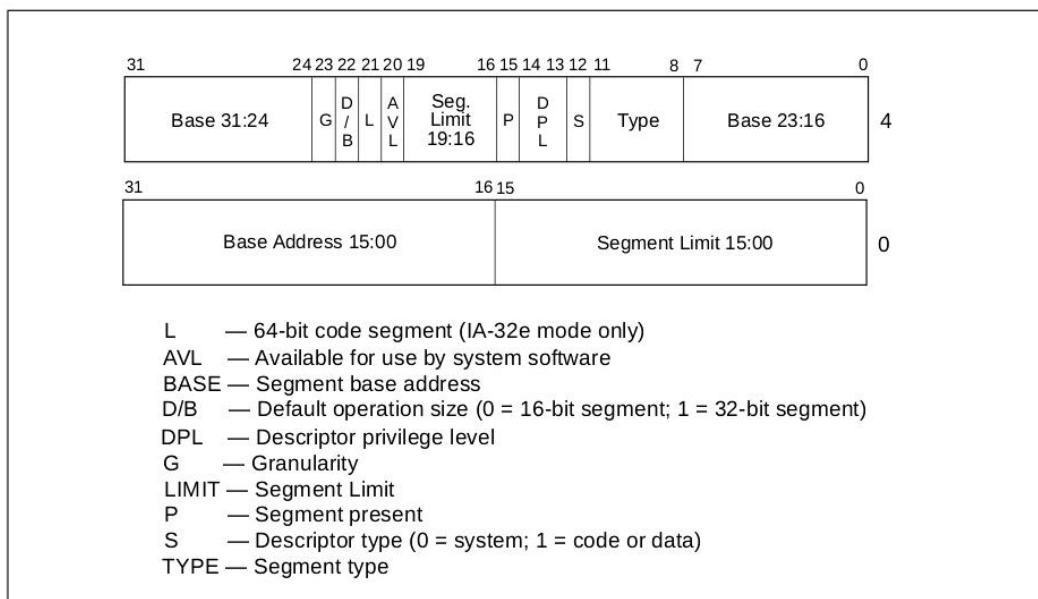 31 24 23 22 21 20 19 16 15 14 13 12 11 8 7 0
Base 31:24 G D/B L AVL Seg. Limit 19:16 P DPL S Type Base 23:16 4
31 16 15 0
Base Address 15:00 Segment Limit 15:00 0
L — 64-bit code segment (IA-32e mode only)
AVL — Available for use by system software
BASE — Segment base address
D/B — Default operation size (0 = 16-bit segment; 1 = 32-bit segment)
DPL — Descriptor privilege level
G — Granularity
LIMIT — Segment Limit
P — Segment present
S — Descriptor type (0 = system; 1 = code or data)
TYPE — Segment type